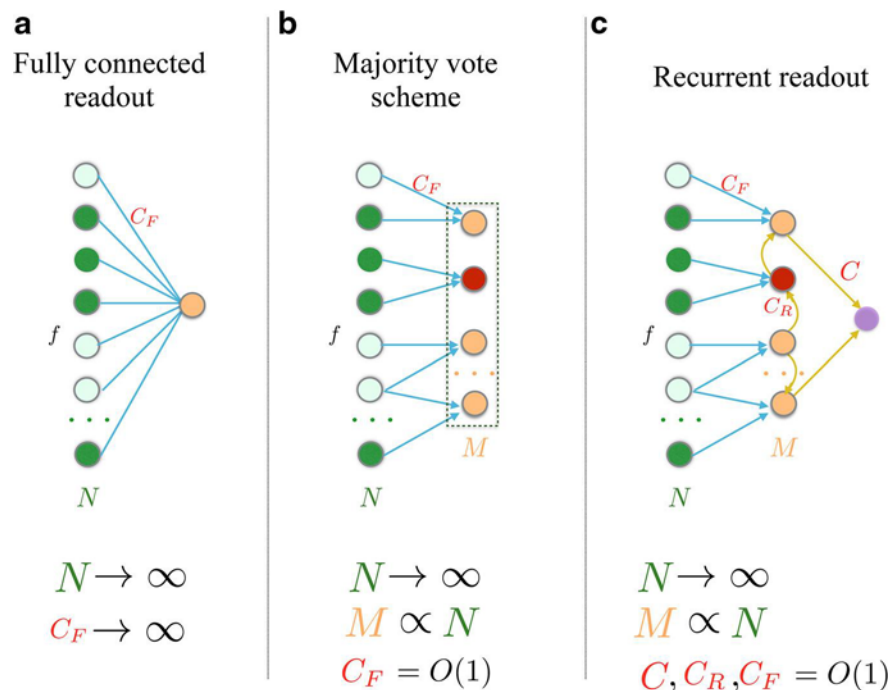 a
Fully connected
readout
C_F
f
. . .
N
N → ∞
C_F → ∞
b
Majority vote
scheme
C_F
f
. . .
. . .
N
M
N → ∞
M ∝ N
C_F = O(1)
c
Recurrent readout
C_F
C
C_R
f
. . .
. . .
N
M
N → ∞
M ∝ N
C, C_R, C_F = O(1)